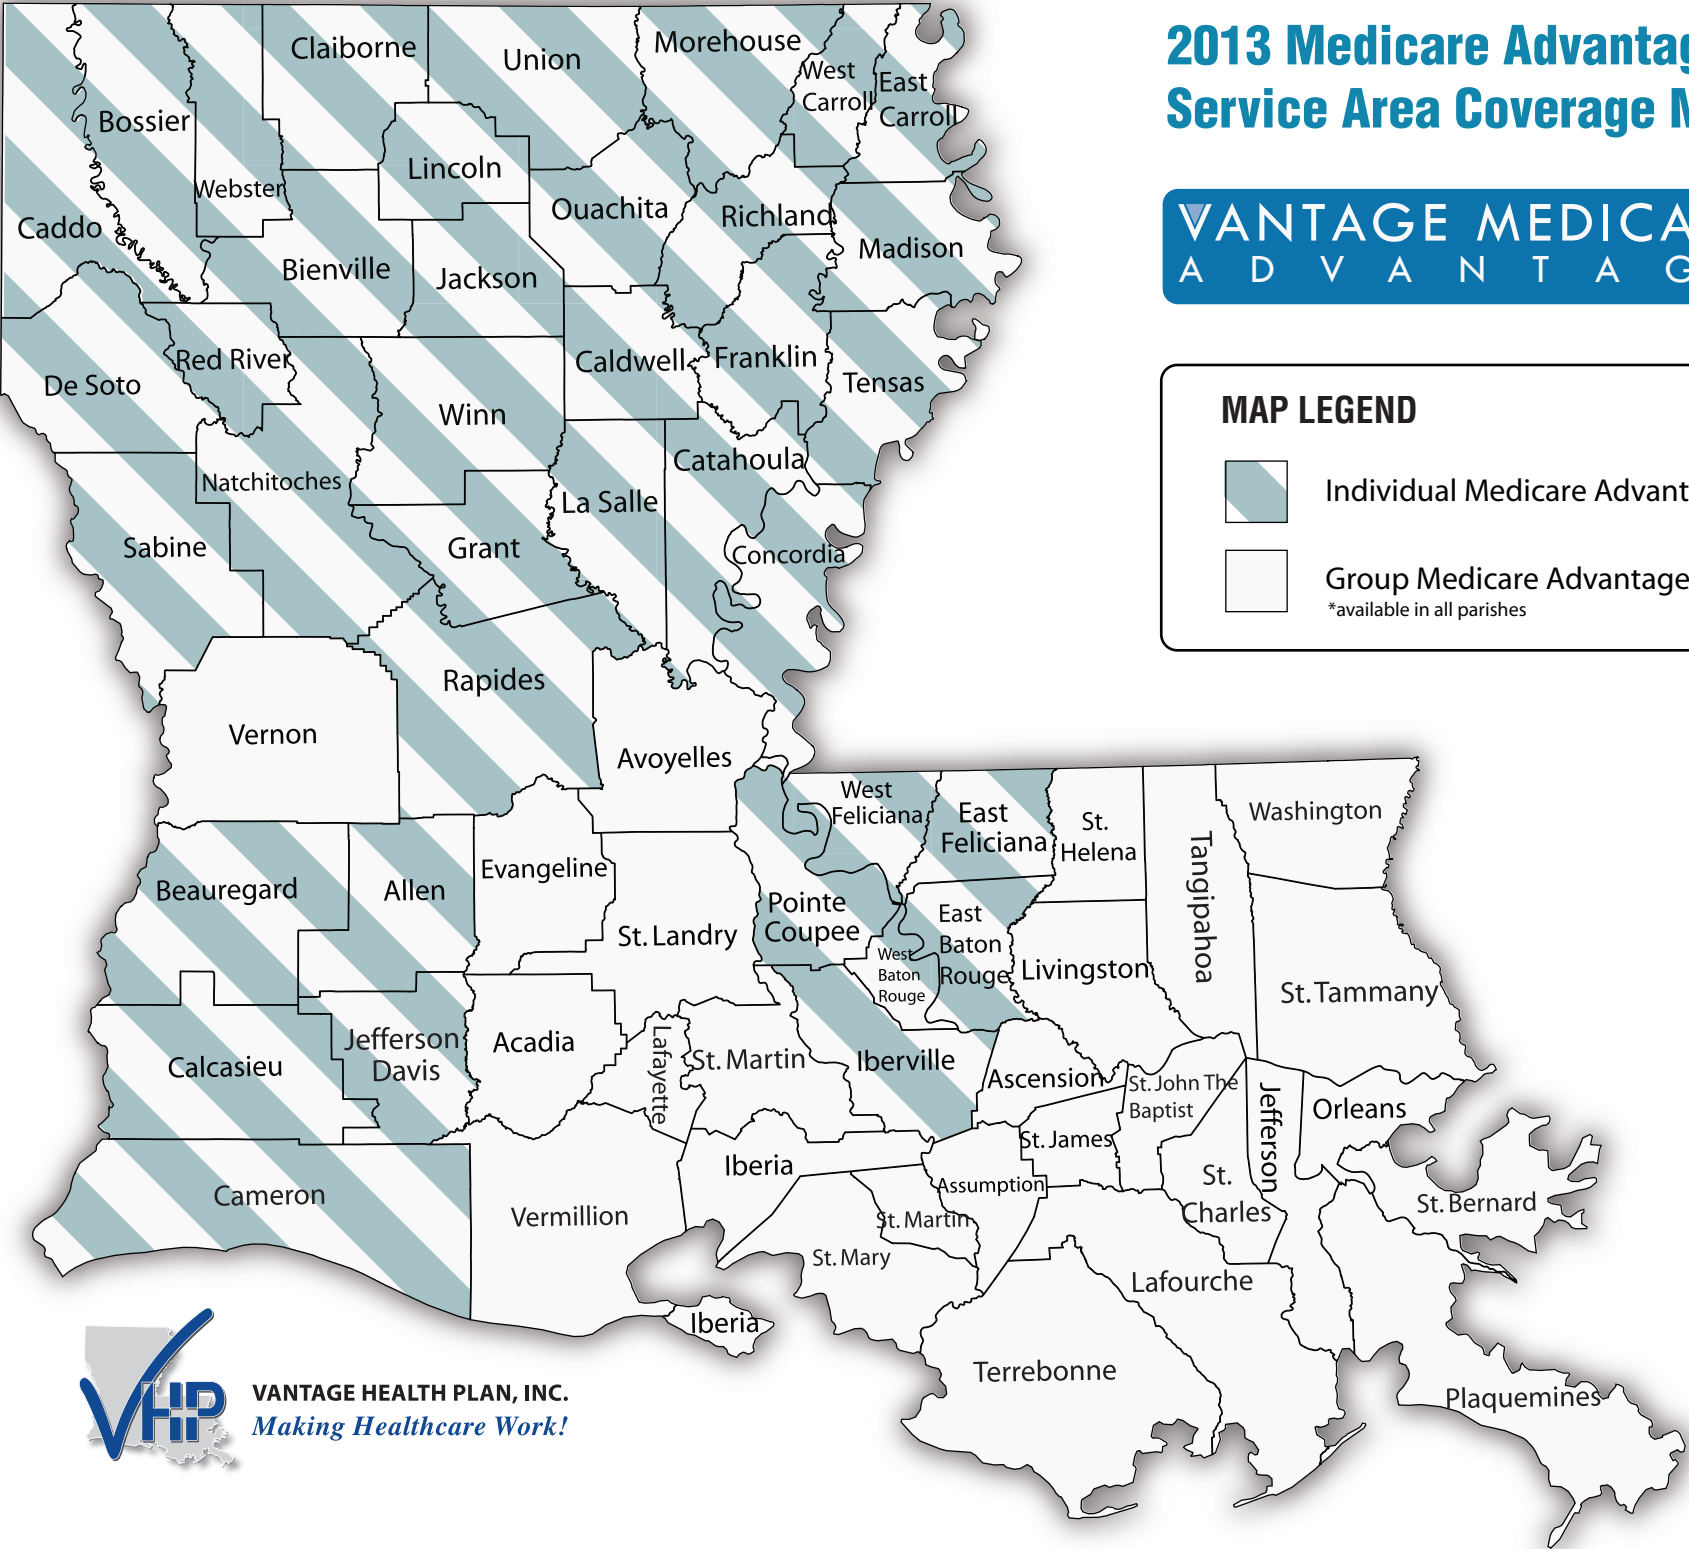 2013 Medicare Advantag
Service Area Coverage M
VANTAGE MEDICA
ADVANTAG
MAP LEGEND
Individual Medicare Advant
Group Medicare Advantage
*available in all parishes
Claiborne
Union
Morehouse
West
Carroll
East
Carroll
Bossier
Webster
Lincoln
Ouachita
Richland
Madison
Caddo
Bienville
Jackson
De Soto
Red River
Caldwell
Franklin
Tensas
Winn
Natchitoches
Catahoula
La Salle
Sabine
Grant
Concordia
Rapides
Vernon
Avoyelles
West
Feliciana
East
Feliciana
St.
Helena
Tangipahoa
Washington
Beauregard
Allen
Evangeline
St. Landry
Pointe
Coupee
West
Baton
Rouge
East
Baton
Rouge
Livingston
St. Tammany
Calcasieu
Jefferson
Davis
Acadia
Lafayette
St. Martin
Iberville
Ascension
St. John The
Baptist
Jefferson
Orleans
St. James
Cameron
Vermillion
Iberia
Assumption
St. Martin
St. Mary
St.
Charles
St. Bernard
Lafourche
Iberia
Terrebonne
Plaquemines
VHP
VANTAGE HEALTH PLAN, INC.
Making Healthcare Work!